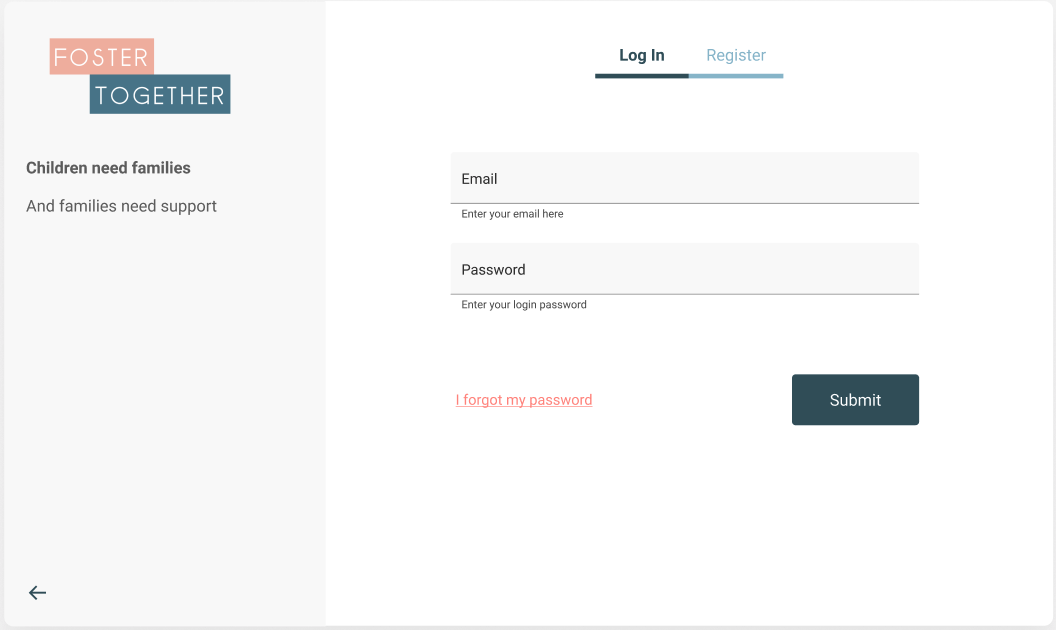 FOSTER
TOGETHER
Children need families
And families need support
Log In
Register
Email
Enter your email here
Password
Enter your login password
I forgot my password
Submit